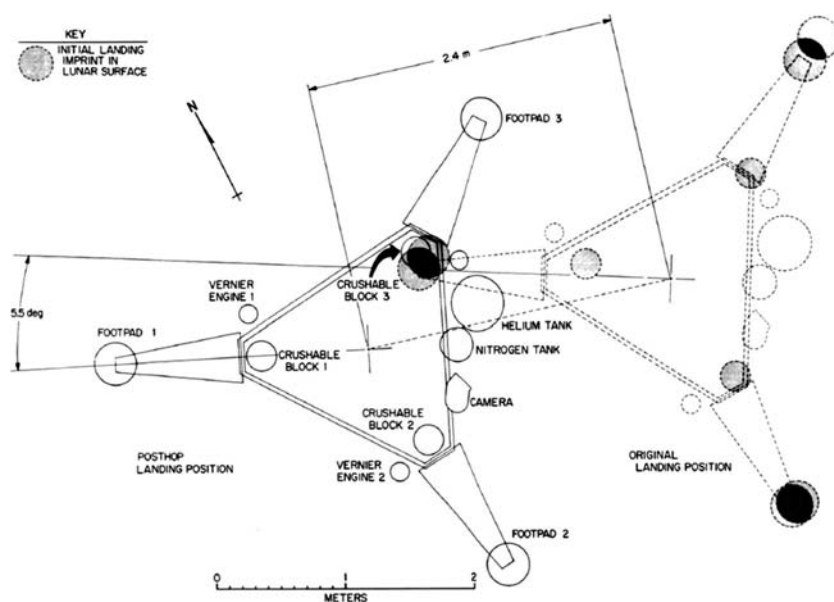 KEY
INITIAL LANDING
IMPRINT IN
LUNAR SURFACE
2.4 m
N
FOOTPAD 3
CRUSHABLE
BLOCK 3
VERNIER
ENGINE 1
5.5 deg
FOOTPAD 1
HELIUM TANK
NITROGEN TANK
CRUSHABLE
BLOCK 1
CAMERA
CRUSHABLE
BLOCK 2
POSTHOP
LANDING POSITION
VERNIER
ENGINE 2
ORIGINAL
LANDING POSITION
FOOTPAD 2
0 1 2
METERS